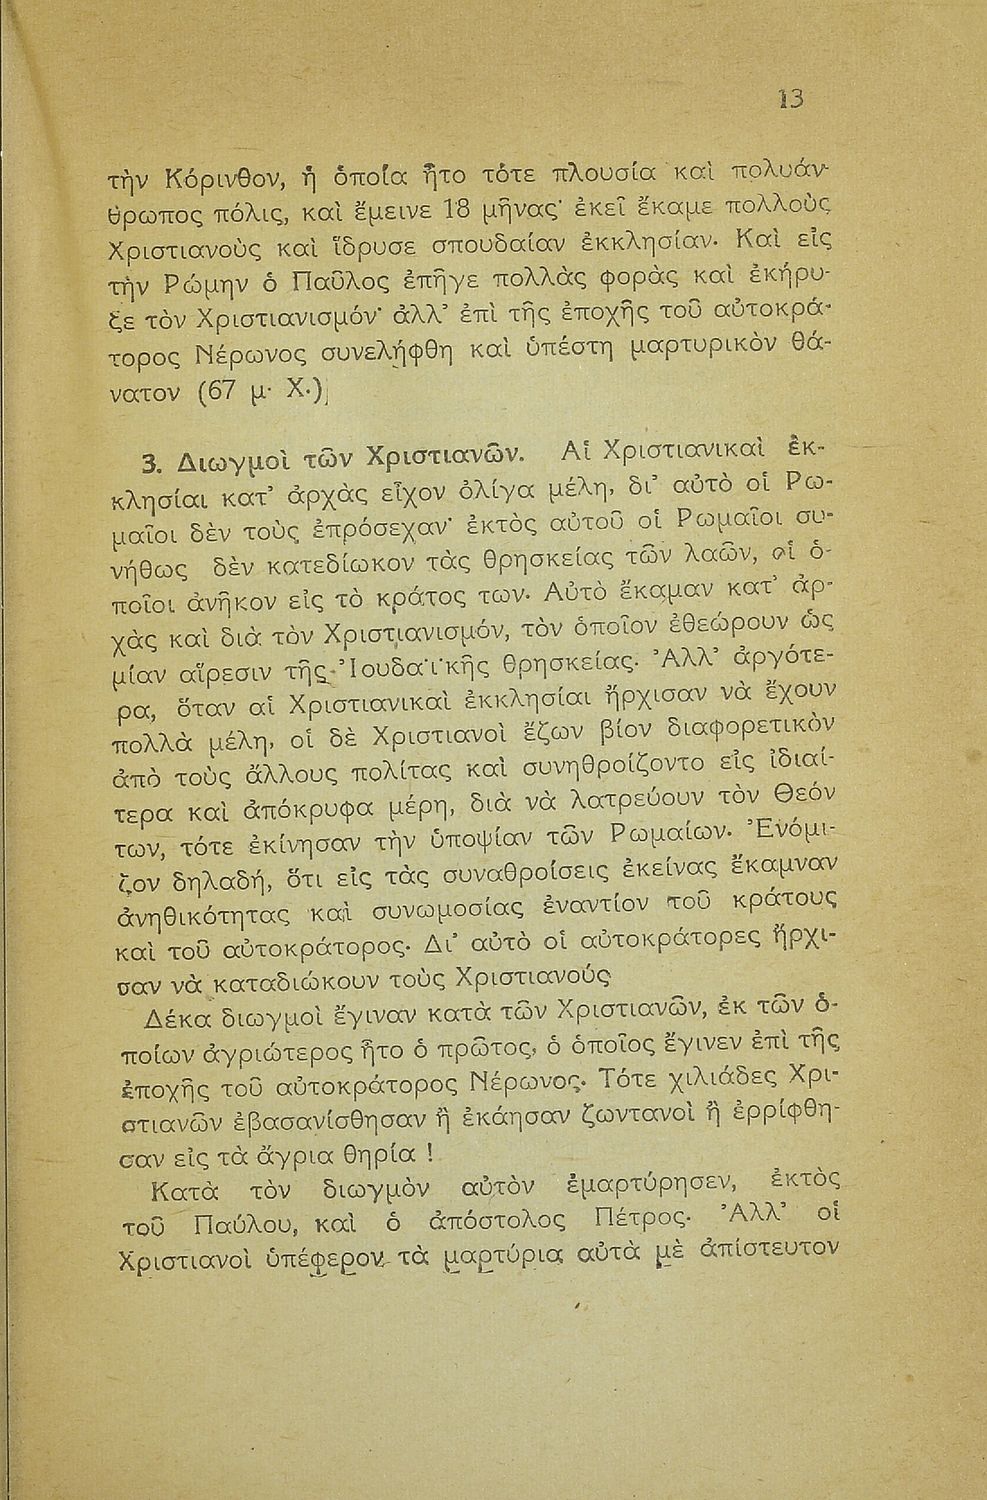 13
τὴν Κόρινθον, ἡ ὁποία ἦτο τότε πλουσία καὶ πολυάν-
θρωπος πόλις, καὶ ἔμεινε 18 μῆνας· ἐκεῖ ἔκαμε πολλοὺς
Χριστιανοὺς καὶ ἵδρυσε σπουδαίαν ἐκκλησίαν. Καὶ εἰς
τὴν Ρώμην ὁ Παῦλος ἐπῆγε πολλὰς φορὰς καὶ ἐκήρυ-
ξε τὸν Χριστιανισμόν· ἀλλ' ἐπὶ τῆς ἐποχῆς τοῦ αὐτοκρά-
τορος Νέρωνος συνελήφθη καὶ ὑπέστη μαρτυρικὸν θά-
νατον (67 μ. Χ.)
3. Διωγμοὶ τῶν Χριστιανῶν. Αἱ Χριστιανικαὶ ἐκ-
κλησίαι κατ' ἀρχὰς εἶχον ὀλίγα μέλη, δι' αὐτὸ οἱ Ρω-
μαῖοι δὲν τοὺς ἐπρόσεχαν· ἐκτὸς αὐτοῦ οἱ Ρωμαῖοι συ-
νήθως δὲν κατεδίωκον τὰς θρησκείας τῶν λαῶν, οἱ ὁ-
ποῖοι ἀνῆκον εἰς τὸ κράτος των. Αὐτὸ ἔκαμαν κατ' ἀρ-
χὰς καὶ διὰ τὸν Χριστιανισμόν, τὸν ὁποῖον ἐθεώρουν ὡς
μίαν αἵρεσιν τῆς Ἰουδαϊκῆς θρησκείας. Ἀλλ' ἀργότε-
ρα, ὅταν αἱ Χριστιανικαὶ ἐκκλησίαι ἤρχισαν νὰ ἔχουν
πολλὰ μέλη, οἱ δὲ Χριστιανοὶ ἔζων βίον διαφορετικὸν
ἀπὸ τοὺς ἄλλους πολίτας καὶ συνηθροίζοντο εἰς ἰδιαί-
τερα καὶ ἀπόκρυφα μέρη, διὰ νὰ λατρεύουν τὸν Θεόν
των, τότε ἐκίνησαν τὴν ὑποψίαν τῶν Ρωμαίων. Ἐνόμι-
ζον δηλαδή, ὅτι εἰς τὰς συναθροίσεις ἐκείνας ἔκαμναν
ἀνηθικότητας καὶ συνωμοσίας ἐναντίον τοῦ κράτους
καὶ τοῦ αὐτοκράτορος. Δι' αὐτὸ οἱ αὐτοκράτορες ἤρχι-
σαν νὰ καταδιώκουν τοὺς Χριστιανούς
Δέκα διωγμοὶ ἔγιναν κατὰ τῶν Χριστιανῶν, ἐκ τῶν ὁ-
ποίων ἀγριώτερος ἦτο ὁ πρῶτος, ὁ ὁποῖος ἔγινεν ἐπὶ τῆς
ἐποχῆς τοῦ αὐτοκράτορος Νέρωνος. Τότε χιλιάδες Χρι-
στιανῶν ἐβασανίσθησαν ἢ ἐκάησαν ζωντανοὶ ἢ ἐρρίφθη-
σαν εἰς τὰ ἄγρια θηρία !
Κατὰ τὸν διωγμὸν αὐτὸν ἐμαρτύρησεν, ἐκτὸς
τοῦ Παύλου, καὶ ὁ ἀπόστολος Πέτρος. Ἀλλ' οἱ
Χριστιανοὶ ὑπέφερον τὰ μαρτύρια αὐτὰ μὲ ἀπίστευτον